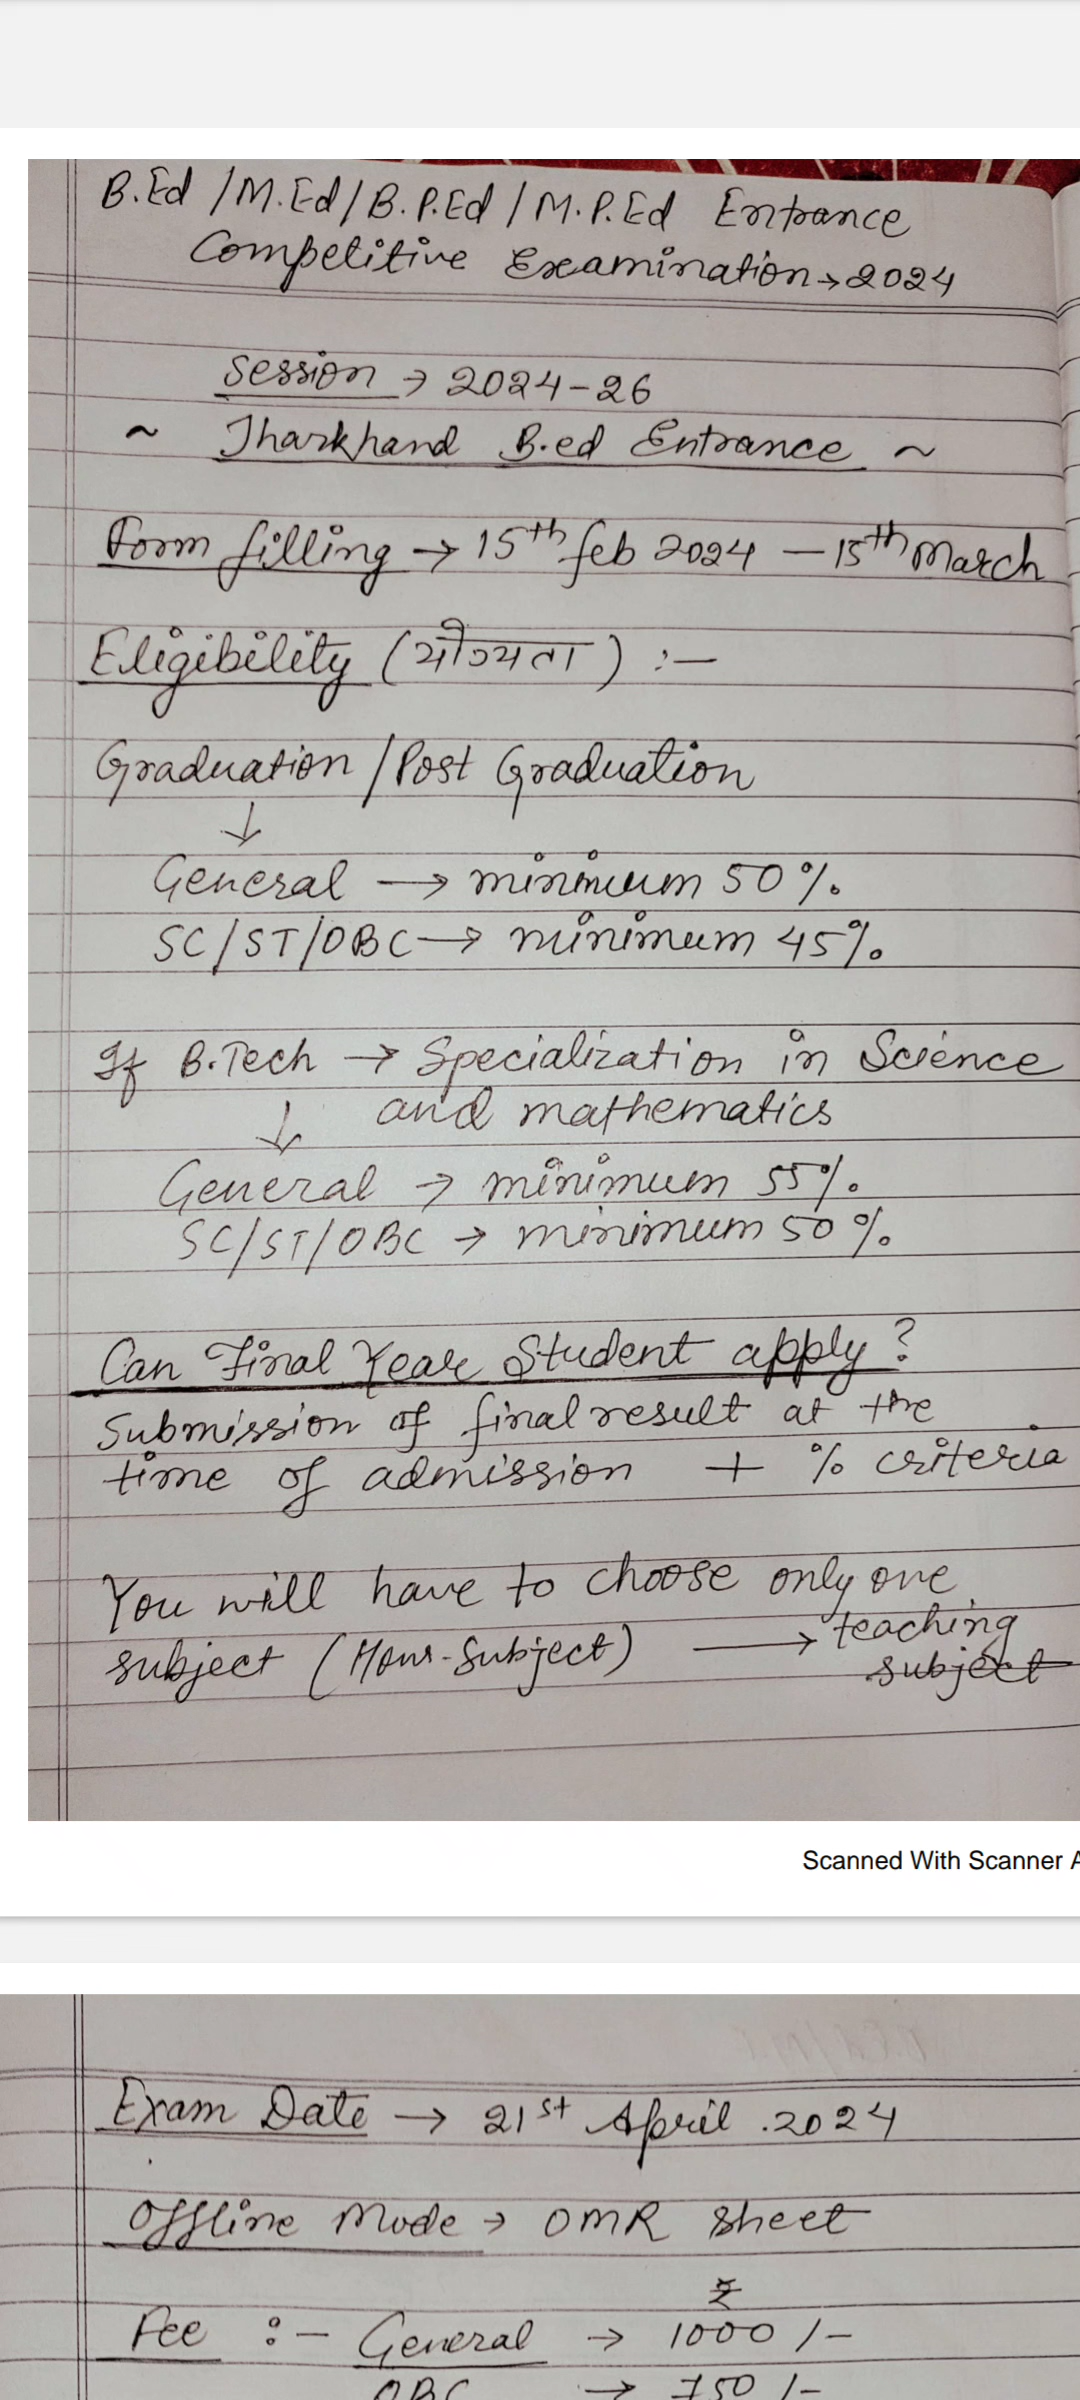 B.Ed /M.Ed/B.P.Ed / M.P.Ed Entrance
Competitive Examination → 2024
Session → 2024-26
~ Jharkhand B.ed Entrance ~
Form filling → 15th feb 2024 — 15th March
Eligibility (योग्यता) :—
Graduation / Post Graduation
↓
General → minimum 50%.
SC/ST/OBC → minimum 45%.
If B.Tech → Specialization in Science
↓ and mathematics
General → minimum 55%.
SC/ST/OBC → minimum 50%.
Can Final Year Student apply?
Submission of final result at the
time of admission + % criteria
You will have to choose only one
subject (Hons-Subject) → teaching
subject
Scanned With Scanner A
Exam Date → 21st April .2024
Offline Mode → OMR Sheet
₹
Fee :— General → 1000 /-
OBC → 750 /-